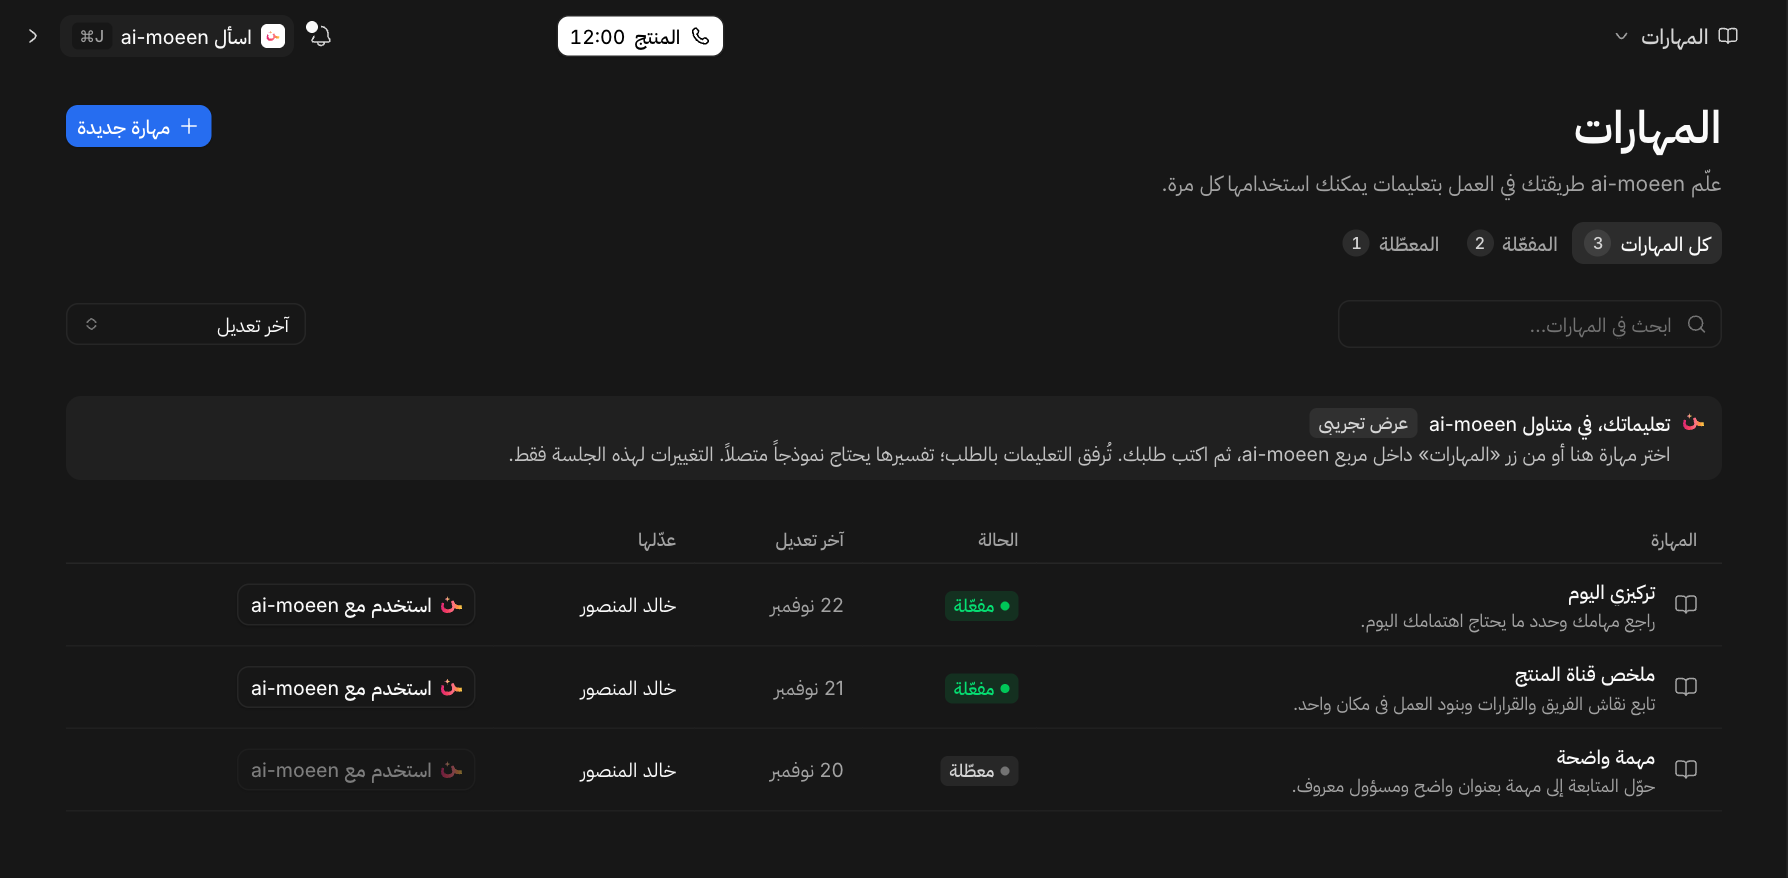 المهارات
المنتج 12:00
اسأل ai-moeen ⌘J
المهارات
مهارة جديدة
علّم ai-moeen طريقتك في العمل بتعليمات يمكنك استخدامها كل مرة.
كل المهارات 3 المفعّلة 2 المعطّلة 1
ابحث في المهارات...
آخر تعديل
تعليماتك، في متناول ai-moeen عرض تجريبي
اختر مهارة هنا أو من زر «المهارات» داخل مربع ai-moeen، ثم اكتب طلبك. تُرفق التعليمات بالطلب؛ تفسيرها يحتاج نموذجاً متصلاً. التغييرات لهذه الجلسة فقط.
المهارة الحالة آخر تعديل عدّلها
تركيزي اليوم
راجع مهامك وحدد ما يحتاج اهتمامك اليوم.
مفعّلة 22 نوفمبر خالد المنصور استخدم مع ai-moeen
ملخص قناة المنتج
تابع نقاش الفريق والقرارات وبنود العمل في مكان واحد.
مفعّلة 21 نوفمبر خالد المنصور استخدم مع ai-moeen
مهمة واضحة
حوّل المتابعة إلى مهمة بعنوان واضح ومسؤول معروف.
معطّلة 20 نوفمبر خالد المنصور استخدم مع ai-moeen